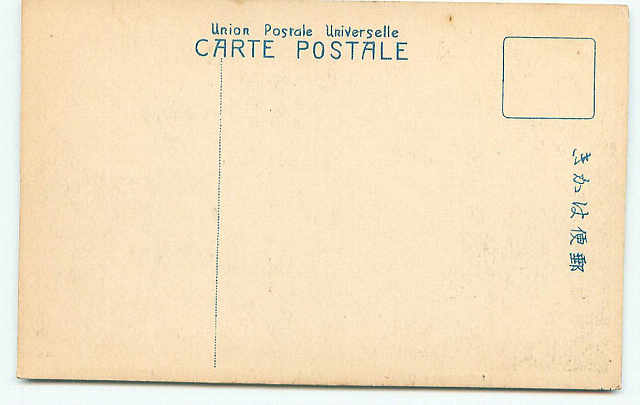 Union Postale Universelle
CARTE POSTALE
郵便はかき